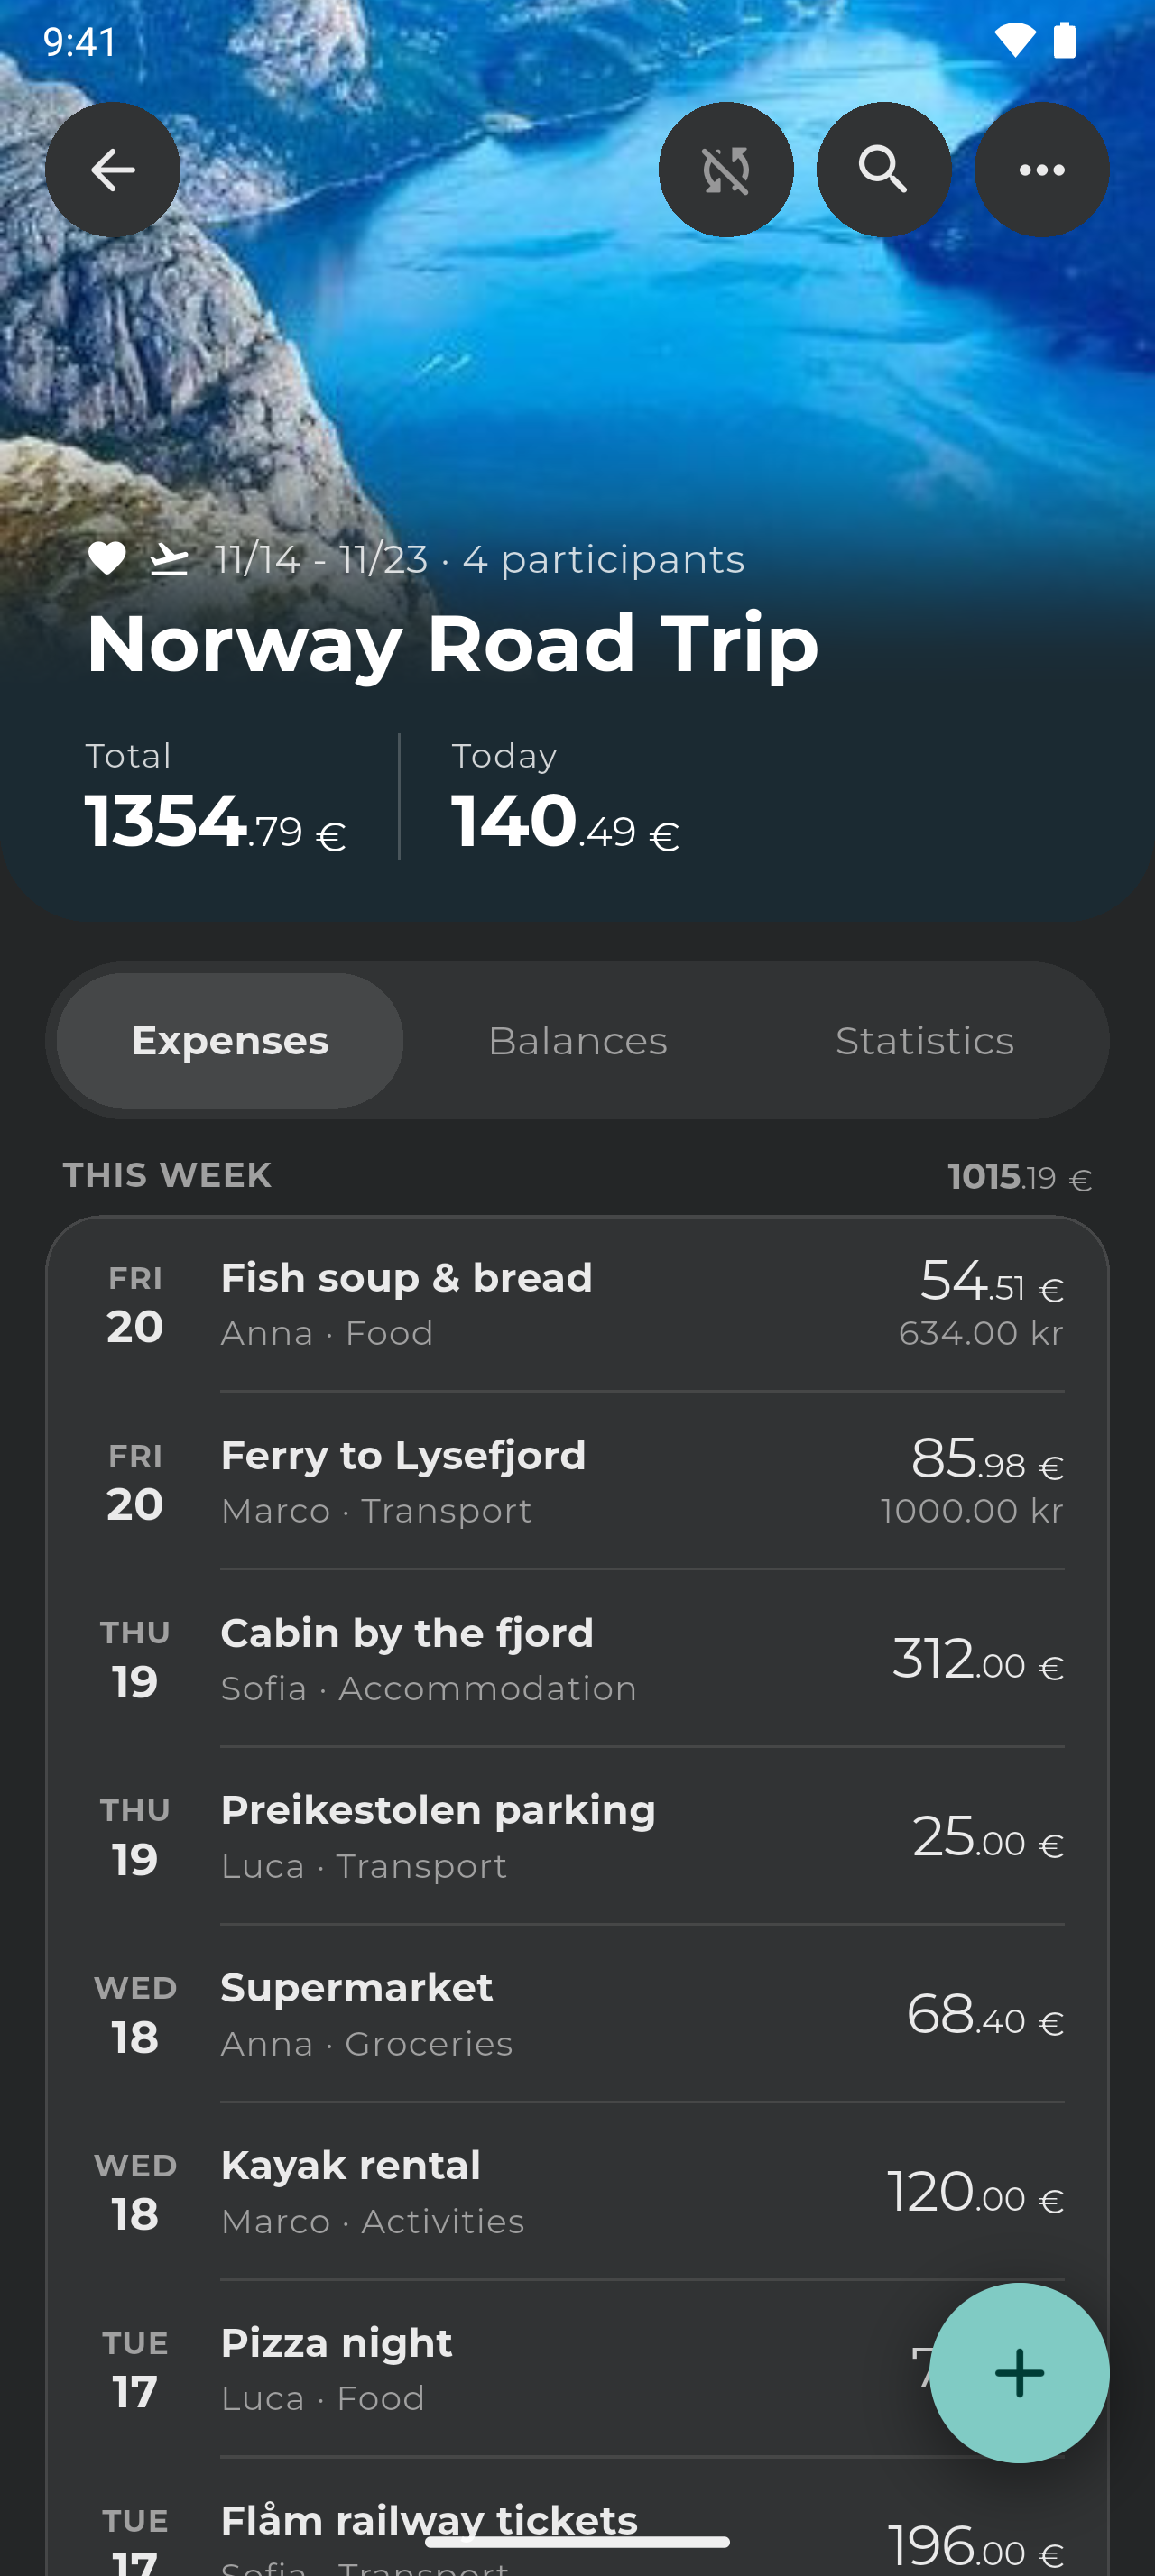 9:41
11/14 - 11/23 · 4 participants
Norway Road Trip
Total
1354.79 €
Today
140.49 €
Expenses
Balances
Statistics
THIS WEEK
1015.19 €
FRI
20
Fish soup & bread
Anna · Food
54.51 €
634.00 kr
FRI
20
Ferry to Lysefjord
Marco · Transport
85.98 €
1000.00 kr
THU
19
Cabin by the fjord
Sofia · Accommodation
312.00 €
THU
19
Preikestolen parking
Luca · Transport
25.00 €
WED
18
Supermarket
Anna · Groceries
68.40 €
WED
18
Kayak rental
Marco · Activities
120.00 €
TUE
17
Pizza night
Luca · Food
TUE
17
Flåm railway tickets
Sofia · Transport
196.00 €